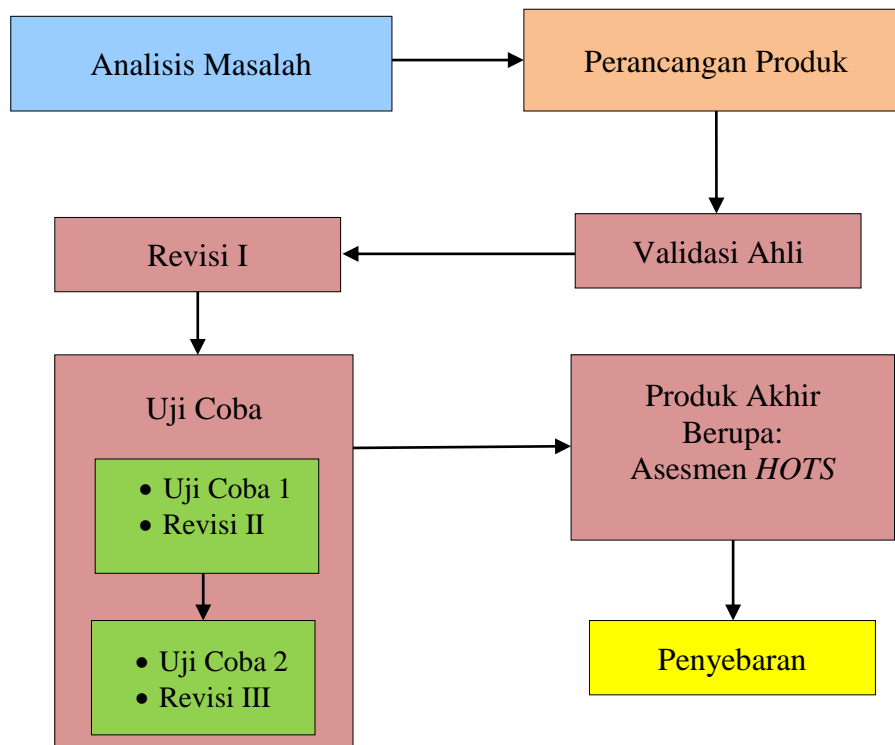 Analisis Masalah
Perancangan Produk
Validasi Ahli
Revisi I
Uji Coba
• Uji Coba 1
• Revisi II
• Uji Coba 2
• Revisi III
Produk Akhir
Berupa:
Asesmen HOTS
Penyebaran